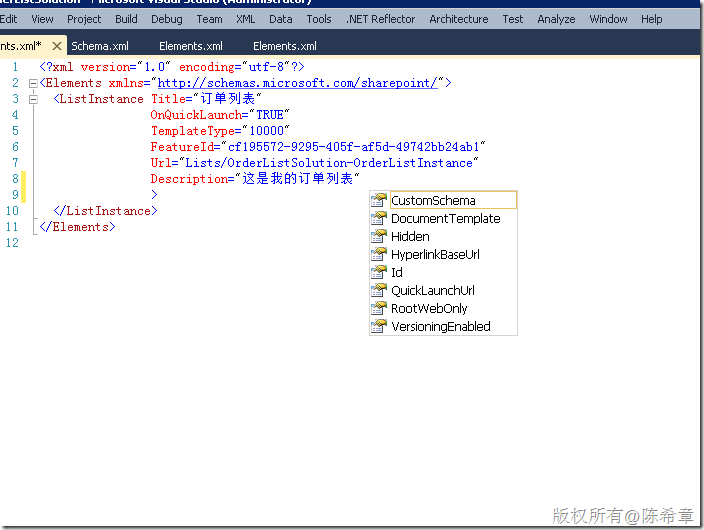 erListSolution - Microsoft Visual Studio (Administrator)
Edit View Project Build Debug Team XML Data Tools .NET Reflector Architecture Test Analyze Window Help
nts.xml* Schema.xml Elements.xml Elements.xml
1 <?xml version="1.0" encoding="utf-8"?>
2 <Elements xmlns="http://schemas.microsoft.com/sharepoint/">
3 <ListInstance Title="订单列表"
4 OnQuickLaunch="TRUE"
5 TemplateType="10000"
6 FeatureId="cf195572-9295-405f-af5d-49742bb24ab1"
7 Url="Lists/OrderListSolution-OrderListInstance"
8 Description="这是我的订单列表"
9 >
10 </ListInstance>
11 </Elements>
12
CustomSchema
DocumentTemplate
Hidden
HyperlinkBaseUrl
Id
QuickLaunchUrl
RootWebOnly
VersioningEnabled
版权所有@陈希章